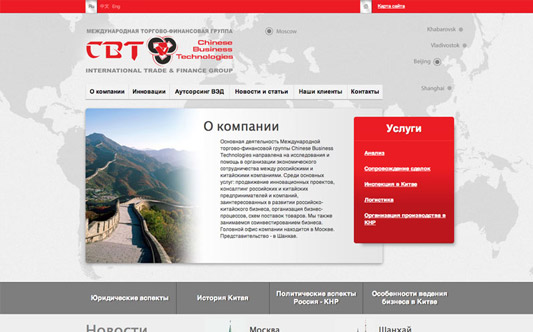 Ru 中文 Eng
Карта сайта
МЕЖДУНАРОДНАЯ ТОРГОВО-ФИНАНСОВАЯ ГРУППА
CBT
Chinese
Business
Technologies
INTERNATIONAL TRADE & FINANCE GROUP
Moscow
Khabarovsk
Vladivostok
Beijing
Shanghai
О компании
Инновации
Аутсорсинг ВЭД
Новости и статьи
Наши клиенты
Контакты
О компании
Основная деятельность Международной
торгово-финансовой группы Chinese Business
Technologies направлена на исследования и
помощь в организации экономического
сотрудничества между российскими и
китайскими компаниями. Среди основных
услуг: продвижение инновационных проектов,
консалтинг российских и китайских
предпринимателей и компаний,
заинтересованных в развитии российско-
китайского бизнеса, организация бизнес-
процессов, схем поставок товаров. Мы также
занимаемся соинвестированием бизнеса.
Головной офис компании находится в Москве.
Представительство - в Шанхае.
Услуги
Анализ
Сопровождение сделок
Инспекция в Китае
Логистика
Организация производства в
КНР
Юридические аспекты
История Китая
Политические аспекты
Россия - КНР
Особенности ведения
бизнеса в Китае
Новости
Москва
Шанхай